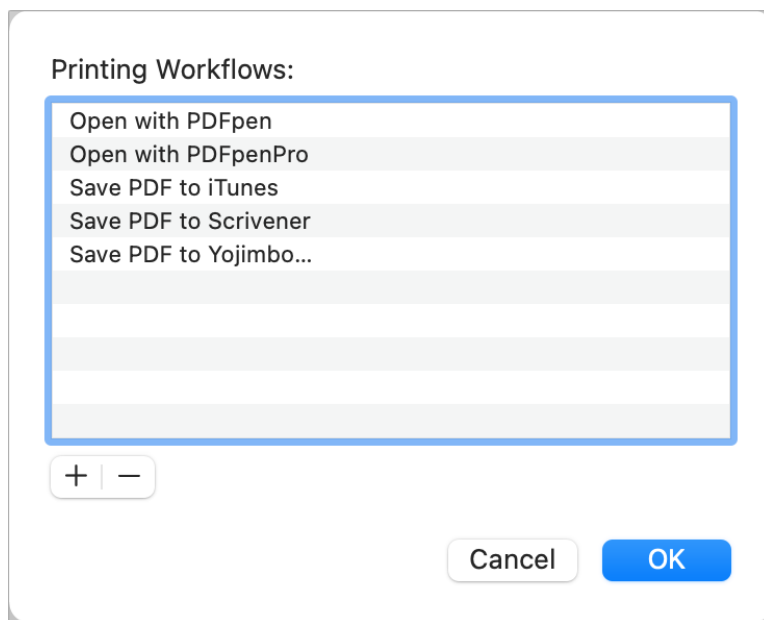 Printing Workflows:
Open with PDFpen
Open with PDFpenPro
Save PDF to iTunes
Save PDF to Scrivener
Save PDF to Yojimbo...
+ −
Cancel OK